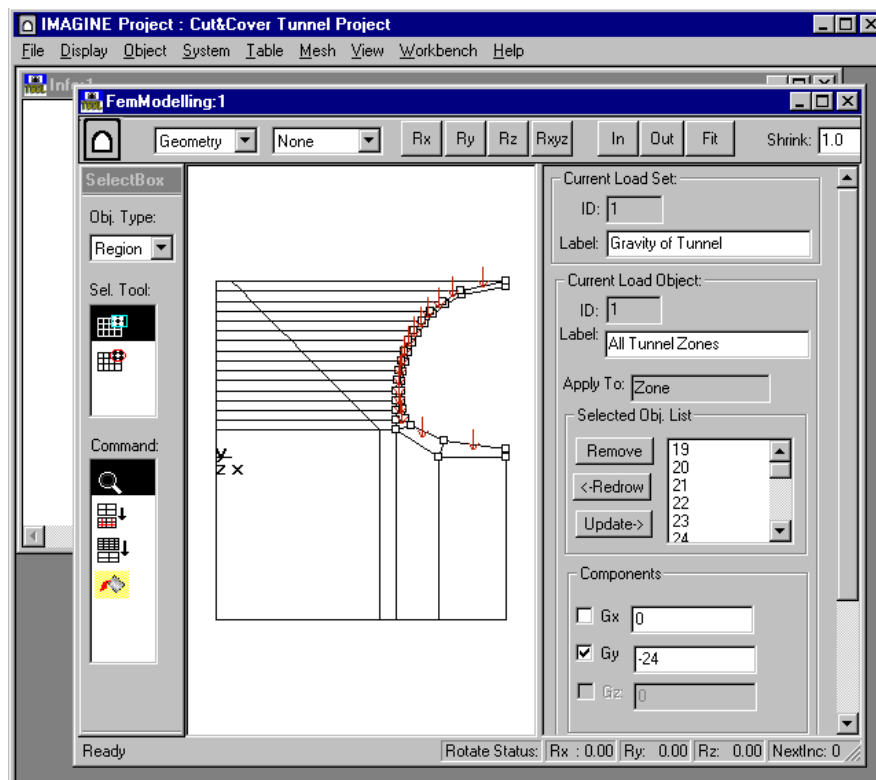 IMAGINE Project : Cut&Cover Tunnel Project
File Display Object System Table Mesh View Workbench Help
FemModelling:1
Geometry None Rx Ry Rz Rxyz In Out Fit Shrink: 1.0
SelectBox
Obj. Type:
Region
Sel. Tool:
Command:
y
z x
Current Load Set:
ID: 1
Label: Gravity of Tunnel
Current Load Object:
ID: 1
Label: All Tunnel Zones
Apply To: Zone
Selected Obj. List
Remove
<-Redrow
Update->
19
20
21
22
23
24
Components
Gx 0
Gy -24
Gz: 0
Ready Rotate Status: Rx : 0.00 Ry: 0.00 Rz: 0.00 NextInc: 0